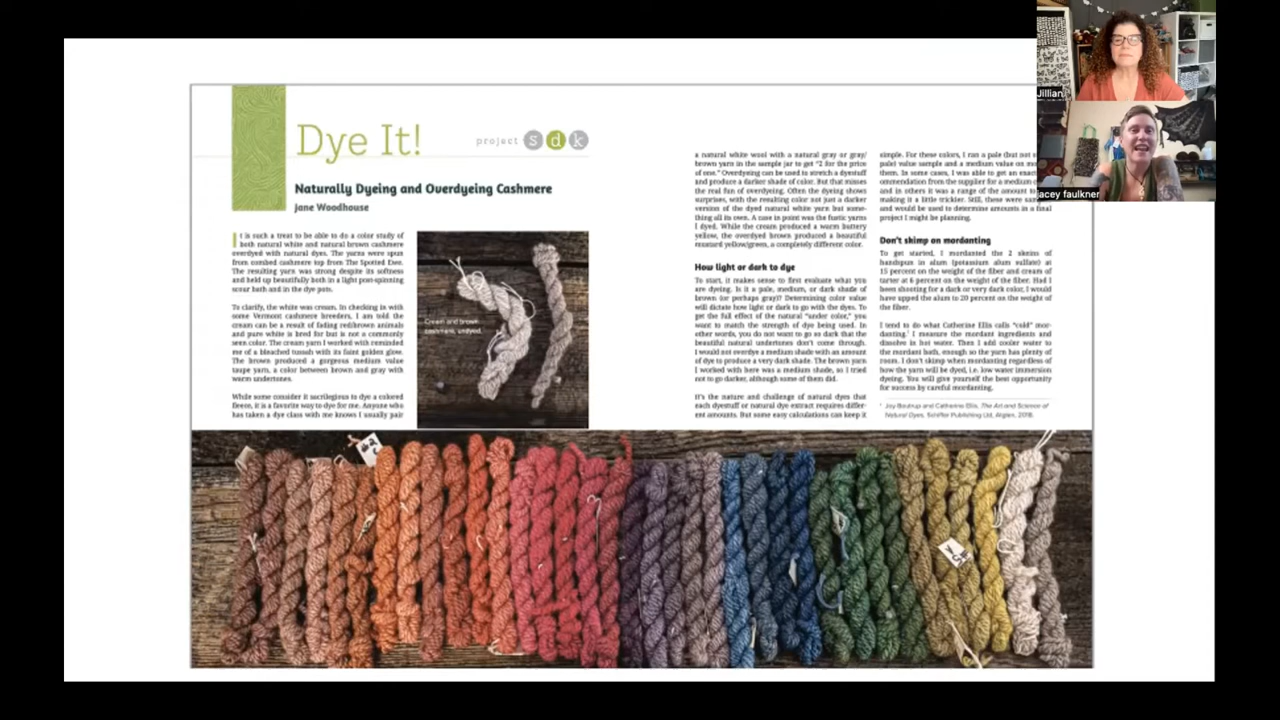 Dye It!
project s d k
Naturally Dyeing and Overdyeing Cashmere
Jane Woodhouse
It is such a treat to be able to do a color study of
both natural white and natural brown cashmere
overdyed with natural dyes. The yarns were spun
from combed cashmere top from The Spotted Ewe.
The resulting yarn was strong despite its softness
and held up beautifully both in a light post-spinning
scour bath and in the dye pots.
To clarify, the white was cream. In checking in with
some Vermont cashmere breeders, I am told the
cream can be a result of fading red/brown animals
and pure white is bred for but is not a commonly
seen color. The cream yarn I worked with reminded
me of a bleached tussah with its faint golden glow.
The brown produced a gorgeous medium value
taupe yarn, a color between brown and gray with
warm undertones.
While some consider it sacrilegious to dye a colored
fleece, it is a favorite way to dye for me. Anyone who
has taken a dye class with me knows I usually pair
Cream and brown
cashmere, undyed.
a natural white wool with a natural gray or gray/
brown yarn in the sample jar to get "2 for the price
of one." Overdyeing can be used to stretch a dyestuff
and produce a darker shade of color. But that misses
the real fun of overdyeing. Often the dyeing shows
surprises, with the resulting color not just a darker
version of the dyed natural white yarn but some-
thing all its own. A case in point was the fustic yarns
I dyed. While the cream produced a warm buttery
yellow, the overdyed brown produced a beautiful
mustard yellow/green, a completely different color.
How light or dark to dye
To start, it makes sense to first evaluate what you
are dyeing. Is it a pale, medium, or dark shade of
brown (or perhaps gray)? Determining color value
will dictate how light or dark to go with the dyes. To
get the full effect of the natural "under color," you
want to match the strength of dye being used. In
other words, you do not want to go so dark that the
beautiful natural undertones don't come through.
I would not overdye a medium shade with an amount
of dye to produce a very dark shade. The brown yarn
I worked with here was a medium shade, so I tried
not to go darker, although some of them did.
It's the nature and challenge of natural dyes that
each dyestuff or natural dye extract requires differ-
ent amounts. But some easy calculations can keep it
simple. For these colors, I ran a pale (but not
pale) value sample and a medium value on
them. In some cases, I was able to get an exact
ommendation from the supplier for a medium
and in others it was a range of the amount
making it a little trickier. Still, these were
and would be used to determine amounts in a final
project I might be planning.
Don't skimp on mordanting
To get started, I mordanted the 2 skeins of
handspun in alum (potassium alum sulfate) at
15 percent on the weight of the fiber and cream of
tartar at 6 percent on the weight of the fiber. Had I
been shooting for a dark or very dark color, I would
have upped the alum to 20 percent on the weight of
the fiber.
I tend to do what Catherine Ellis calls "cold" mor-
danting.¹ I measure the mordant ingredients and
dissolve in hot water. Then I add cooler water to
the mordant bath, enough so the yarn has plenty of
room. I don't skimp when mordanting regardless of
how the yarn will be dyed, i.e. low water immersion
dyeing. You will give yourself the best opportunity
for success by careful mordanting.
Joy Boutrup and Catherine Ellis, The Art and Science of
Natural Dyes, Schiffer Publishing Ltd, Atglen, 2018.
Jillian
jacey faulkner